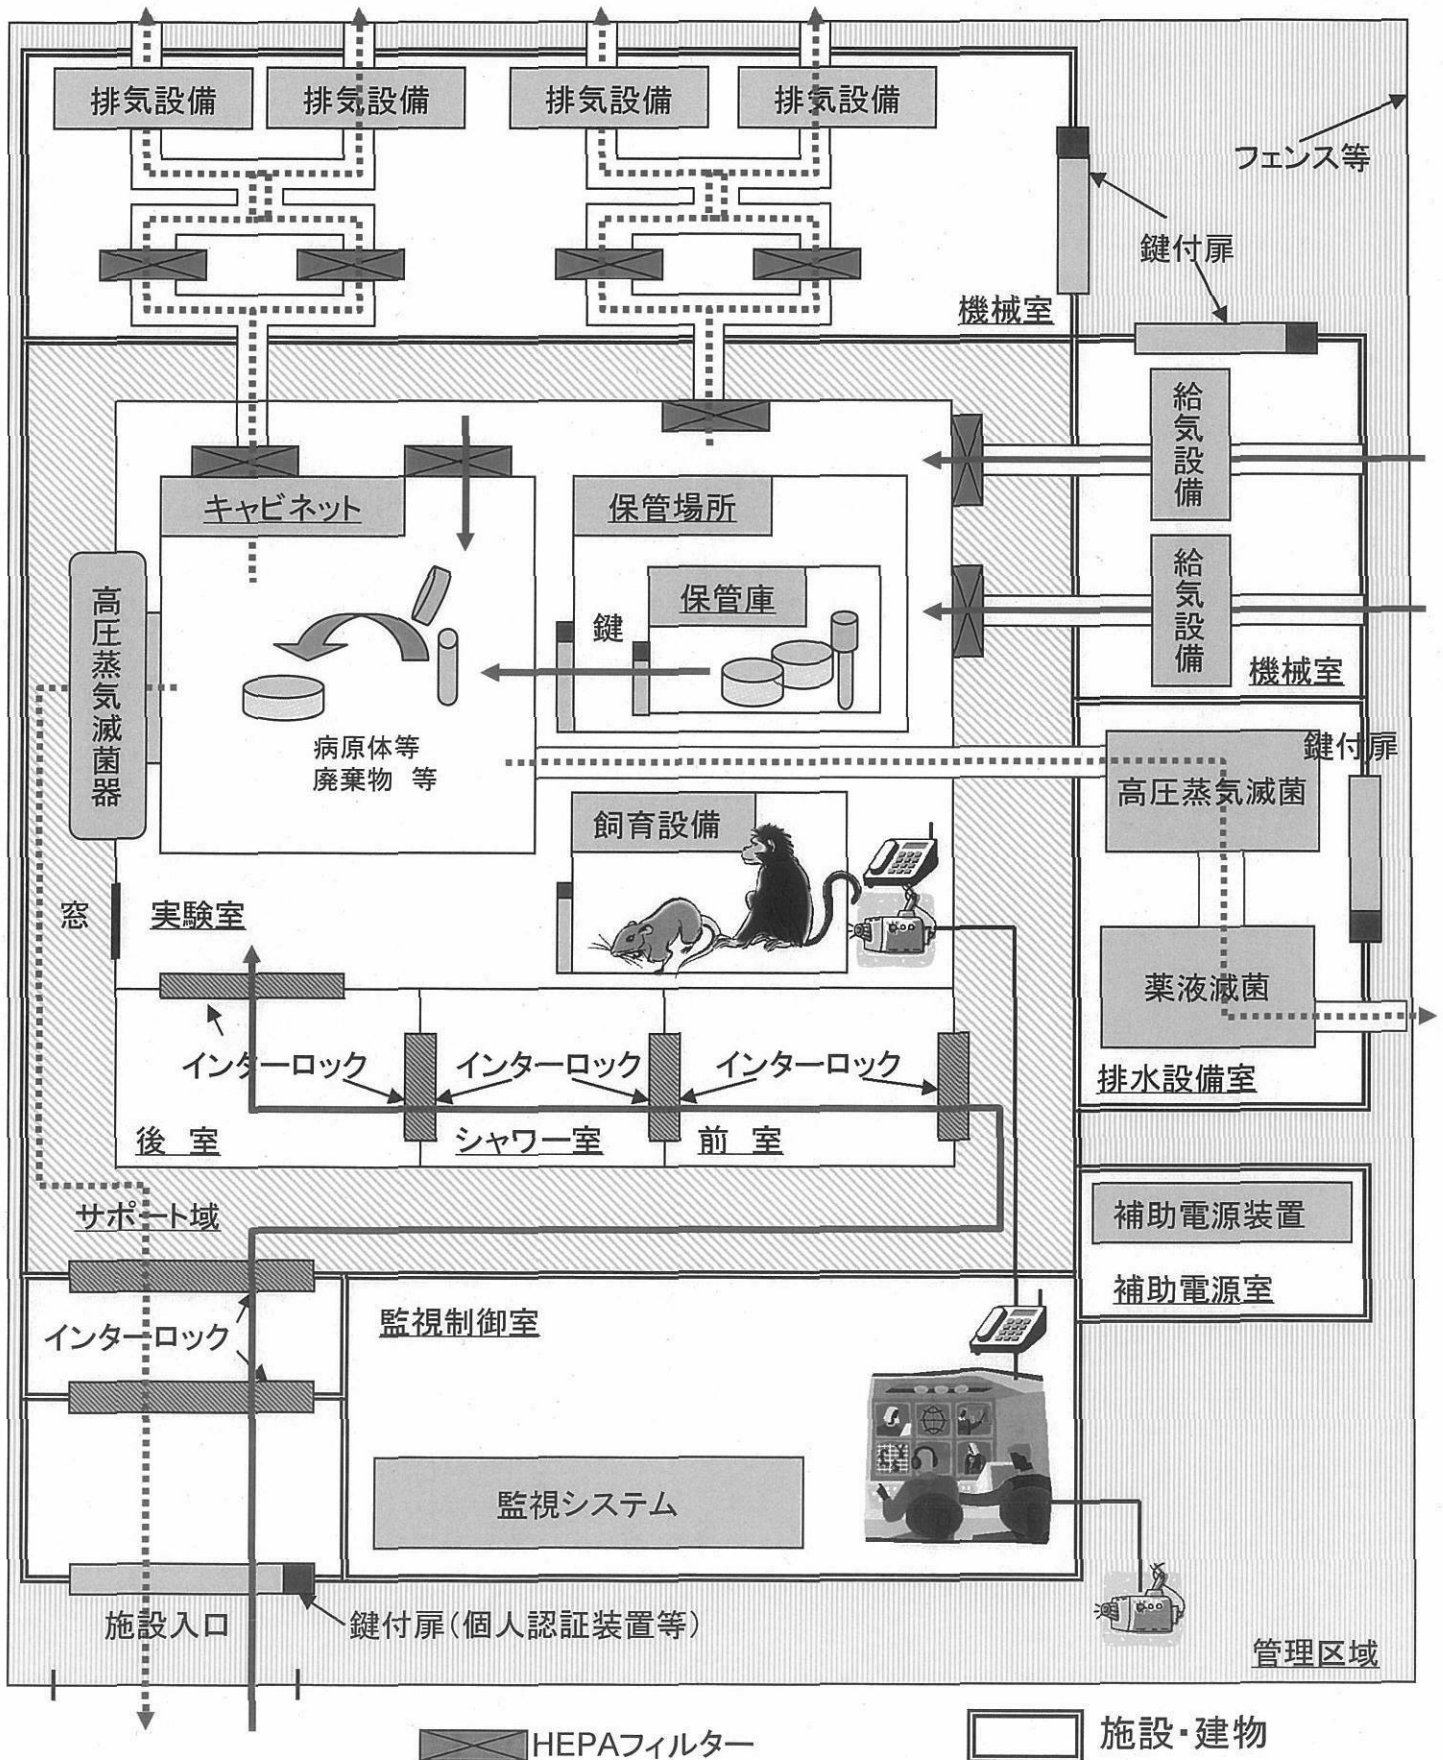 排気設備
排気設備
排気設備
排気設備
フェンス等
鍵付扉
機械室
給気設備
キャビネット
保管場所
給気設備
高圧蒸気滅菌器
鍵
保管庫
機械室
病原体等
廃棄物 等
鍵付扉
高圧蒸気滅菌
飼育設備
窓
実験室
薬液滅菌
インターロック
インターロック
インターロック
排水設備室
後 室
シャワー室
前 室
サポート域
補助電源装置
補助電源室
インターロック
監視制御室
監視システム
施設入口
鍵付扉(個人認証装置等)
管理区域
HEPAフィルター
施設・建物